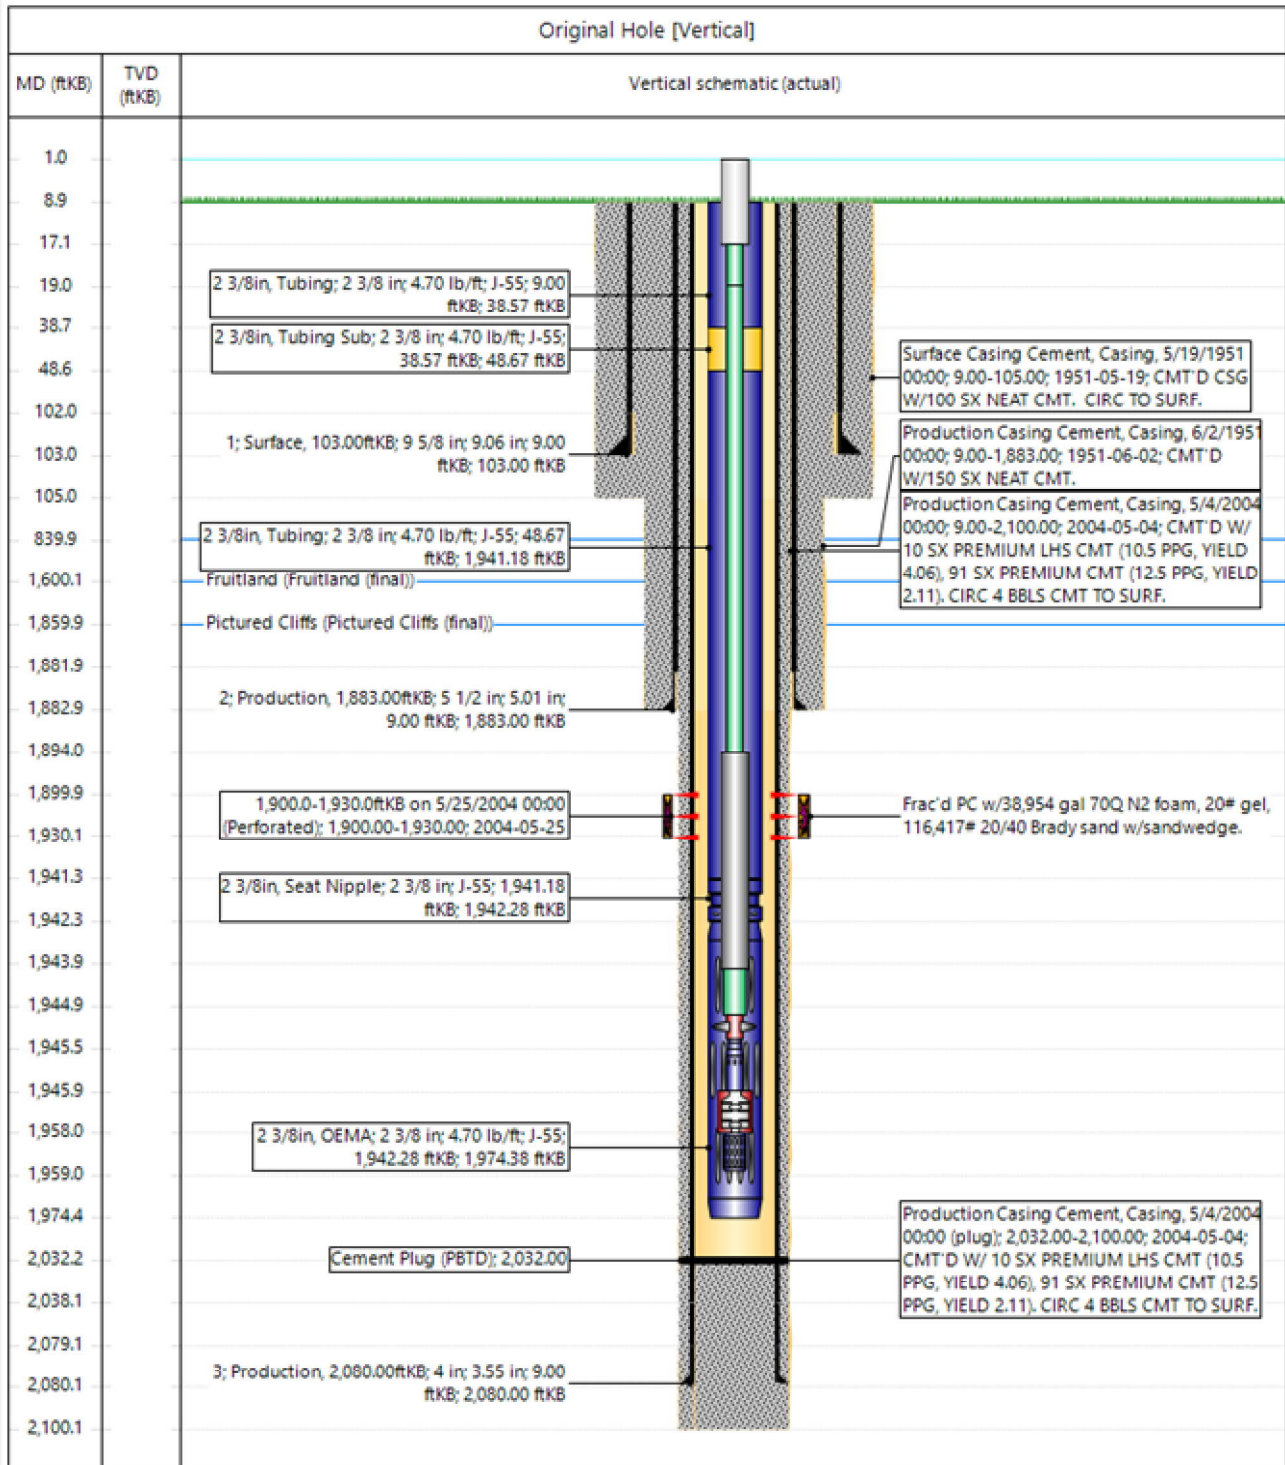 Original Hole [Vertical]
MD (ftKB)
TVD
(ftKB)
Vertical schematic (actual)
1.0
8.9
17.1
19.0
38.7
48.6
102.0
103.0
105.0
839.9
1,600.1
1,859.9
1,881.9
1,882.9
1,894.0
1,899.9
1,930.1
1,941.3
1,942.3
1,943.9
1,944.9
1,945.5
1,945.9
1,958.0
1,959.0
1,974.4
2,032.2
2,038.1
2,079.1
2,080.1
2,100.1
2 3/8in, Tubing; 2 3/8 in; 4.70 lb/ft; J-55; 9.00
ftKB; 38.57 ftKB
2 3/8in, Tubing Sub; 2 3/8 in; 4.70 lb/ft; J-55;
38.57 ftKB; 48.67 ftKB
1; Surface, 103.00ftKB; 9 5/8 in; 9.06 in; 9.00
ftKB; 103.00 ftKB
2 3/8in, Tubing; 2 3/8 in; 4.70 lb/ft; J-55; 48.67
ftKB; 1,941.18 ftKB
Fruitland (Fruitland (final))
Pictured Cliffs (Pictured Cliffs (final))
2; Production, 1,883.00ftKB; 5 1/2 in; 5.01 in;
9.00 ftKB; 1,883.00 ftKB
1,900.0-1,930.0ftKB on 5/25/2004 00:00
(Perforated); 1,900.00-1,930.00; 2004-05-25
2 3/8in, Seat Nipple; 2 3/8 in; J-55; 1,941.18
ftKB; 1,942.28 ftKB
2 3/8in, OEMA; 2 3/8 in; 4.70 lb/ft; J-55;
1,942.28 ftKB; 1,974.38 ftKB
Cement Plug (PBTD); 2,032.00
3; Production, 2,080.00ftKB; 4 in; 3.55 in; 9.00
ftKB; 2,080.00 ftKB
Surface Casing Cement, Casing, 5/19/1951
00:00; 9.00-105.00; 1951-05-19; CMT'D CSG
W/100 SX NEAT CMT. CIRC TO SURF.
Production Casing Cement, Casing, 6/2/1951
00:00; 9.00-1,883.00; 1951-06-02; CMT'D
W/150 SX NEAT CMT.
Production Casing Cement, Casing, 5/4/2004
00:00; 9.00-2,100.00; 2004-05-04; CMT'D W/
10 SX PREMIUM LHS CMT (10.5 PPG, YIELD
4.06), 91 SX PREMIUM CMT (12.5 PPG, YIELD
2.11). CIRC 4 BBLS CMT TO SURF.
Frac'd PC w/38,954 gal 70Q N2 foam, 20# gel,
116,417# 20/40 Brady sand w/sandwedge.
Production Casing Cement, Casing, 5/4/2004
00:00 (plug); 2,032.00-2,100.00; 2004-05-04;
CMT'D W/ 10 SX PREMIUM LHS CMT (10.5
PPG, YIELD 4.06), 91 SX PREMIUM CMT (12.5
PPG, YIELD 2.11). CIRC 4 BBLS CMT TO SURF.